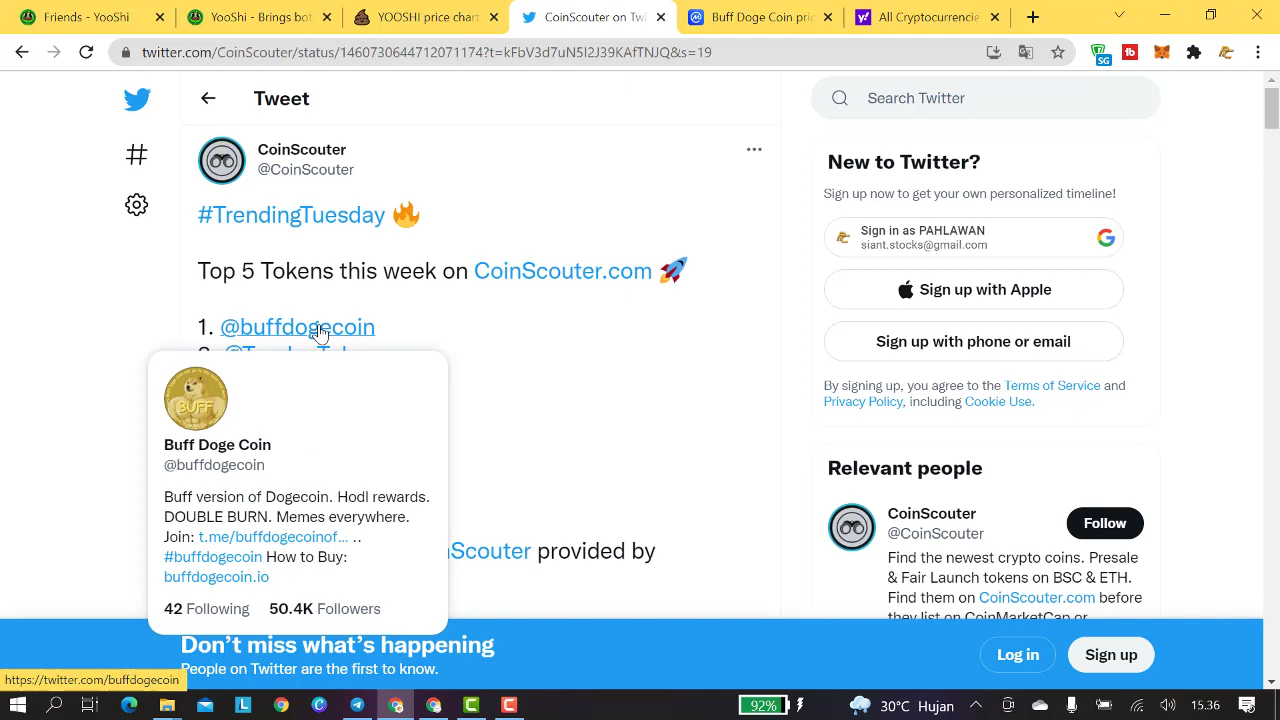 Friends - YooShi
YooShi - Brings bot
YOOSHI price chart
CoinScouter on Twi
Buff Doge Coin pric
All Cryptocurrencie
twitter.com/CoinScouter/status/1460730644712071174?t=kFbV3d7uN5I2J39KAfTNJQ&s=19
SG
Tweet
Search Twitter
CoinScouter
@CoinScouter
#TrendingTuesday
Top 5 Tokens this week on CoinScouter.com
1. @buffdogecoin
BUFF
Buff Doge Coin
@buffdogecoin
Buff version of Dogecoin. Hodl rewards.
DOUBLE BURN. Memes everywhere.
Join: t.me/buffdogecoinof… ..
#buffdogecoin How to Buy:
buffdogecoin.io
42 Following 50.4K Followers
nScouter provided by
New to Twitter?
Sign up now to get your own personalized timeline!
Sign in as PAHLAWAN
siant.stocks@gmail.com
Sign up with Apple
Sign up with phone or email
By signing up, you agree to the Terms of Service and
Privacy Policy, including Cookie Use.
Relevant people
CoinScouter
@CoinScouter
Follow
Find the newest crypto coins. Presale
& Fair Launch tokens on BSC & ETH.
Find them on CoinScouter.com before
they list on CoinMarketCap or
Don't miss what's happening
People on Twitter are the first to know.
Log in
Sign up
https://twitter.com/buffdogecoin
92%
30°C Hujan
15.36